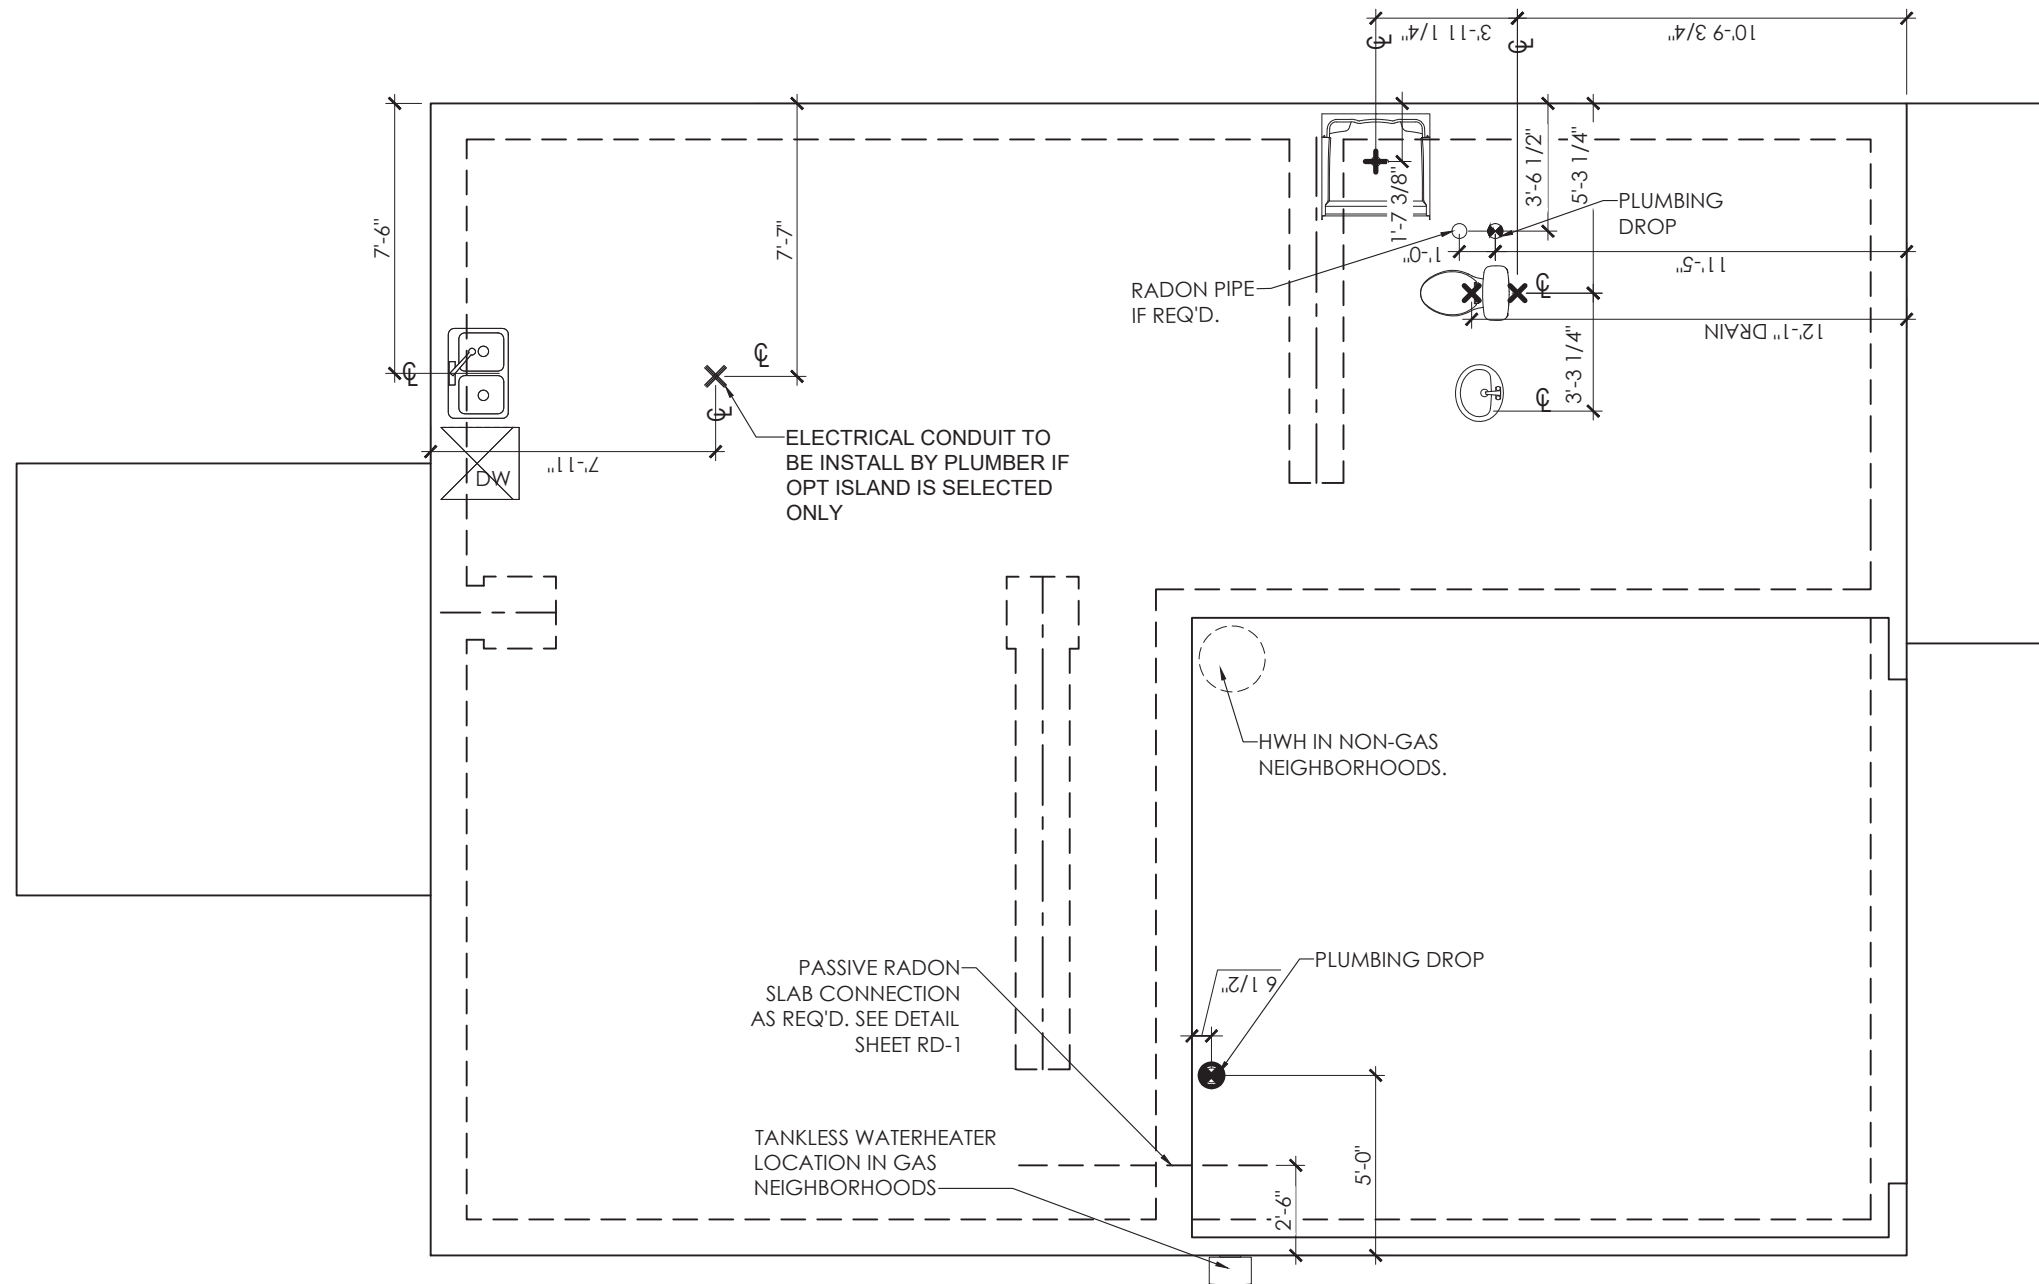 3'-11 1/4"
10'-9 3/4"
℄
℄
7'-6"
7'-7"
3'-6 1/2"
5'-3 1/4"
1'-7 3/8"
PLUMBING
DROP
1'-0"
11'-5"
RADON PIPE
IF REQ'D.
℄
12'-1" DRAIN
3'-3 1/4"
℄
℄
℄
℄
ELECTRICAL CONDUIT TO
BE INSTALL BY PLUMBER IF
OPT ISLAND IS SELECTED
ONLY
7'-11"
DW
HWH IN NON-GAS
NEIGHBORHOODS.
PASSIVE RADON
SLAB CONNECTION
AS REQ'D. SEE DETAIL
SHEET RD-1
PLUMBING DROP
6 1/2"
TANKLESS WATERHEATER
LOCATION IN GAS
NEIGHBORHOODS
5'-0"
2'-6"